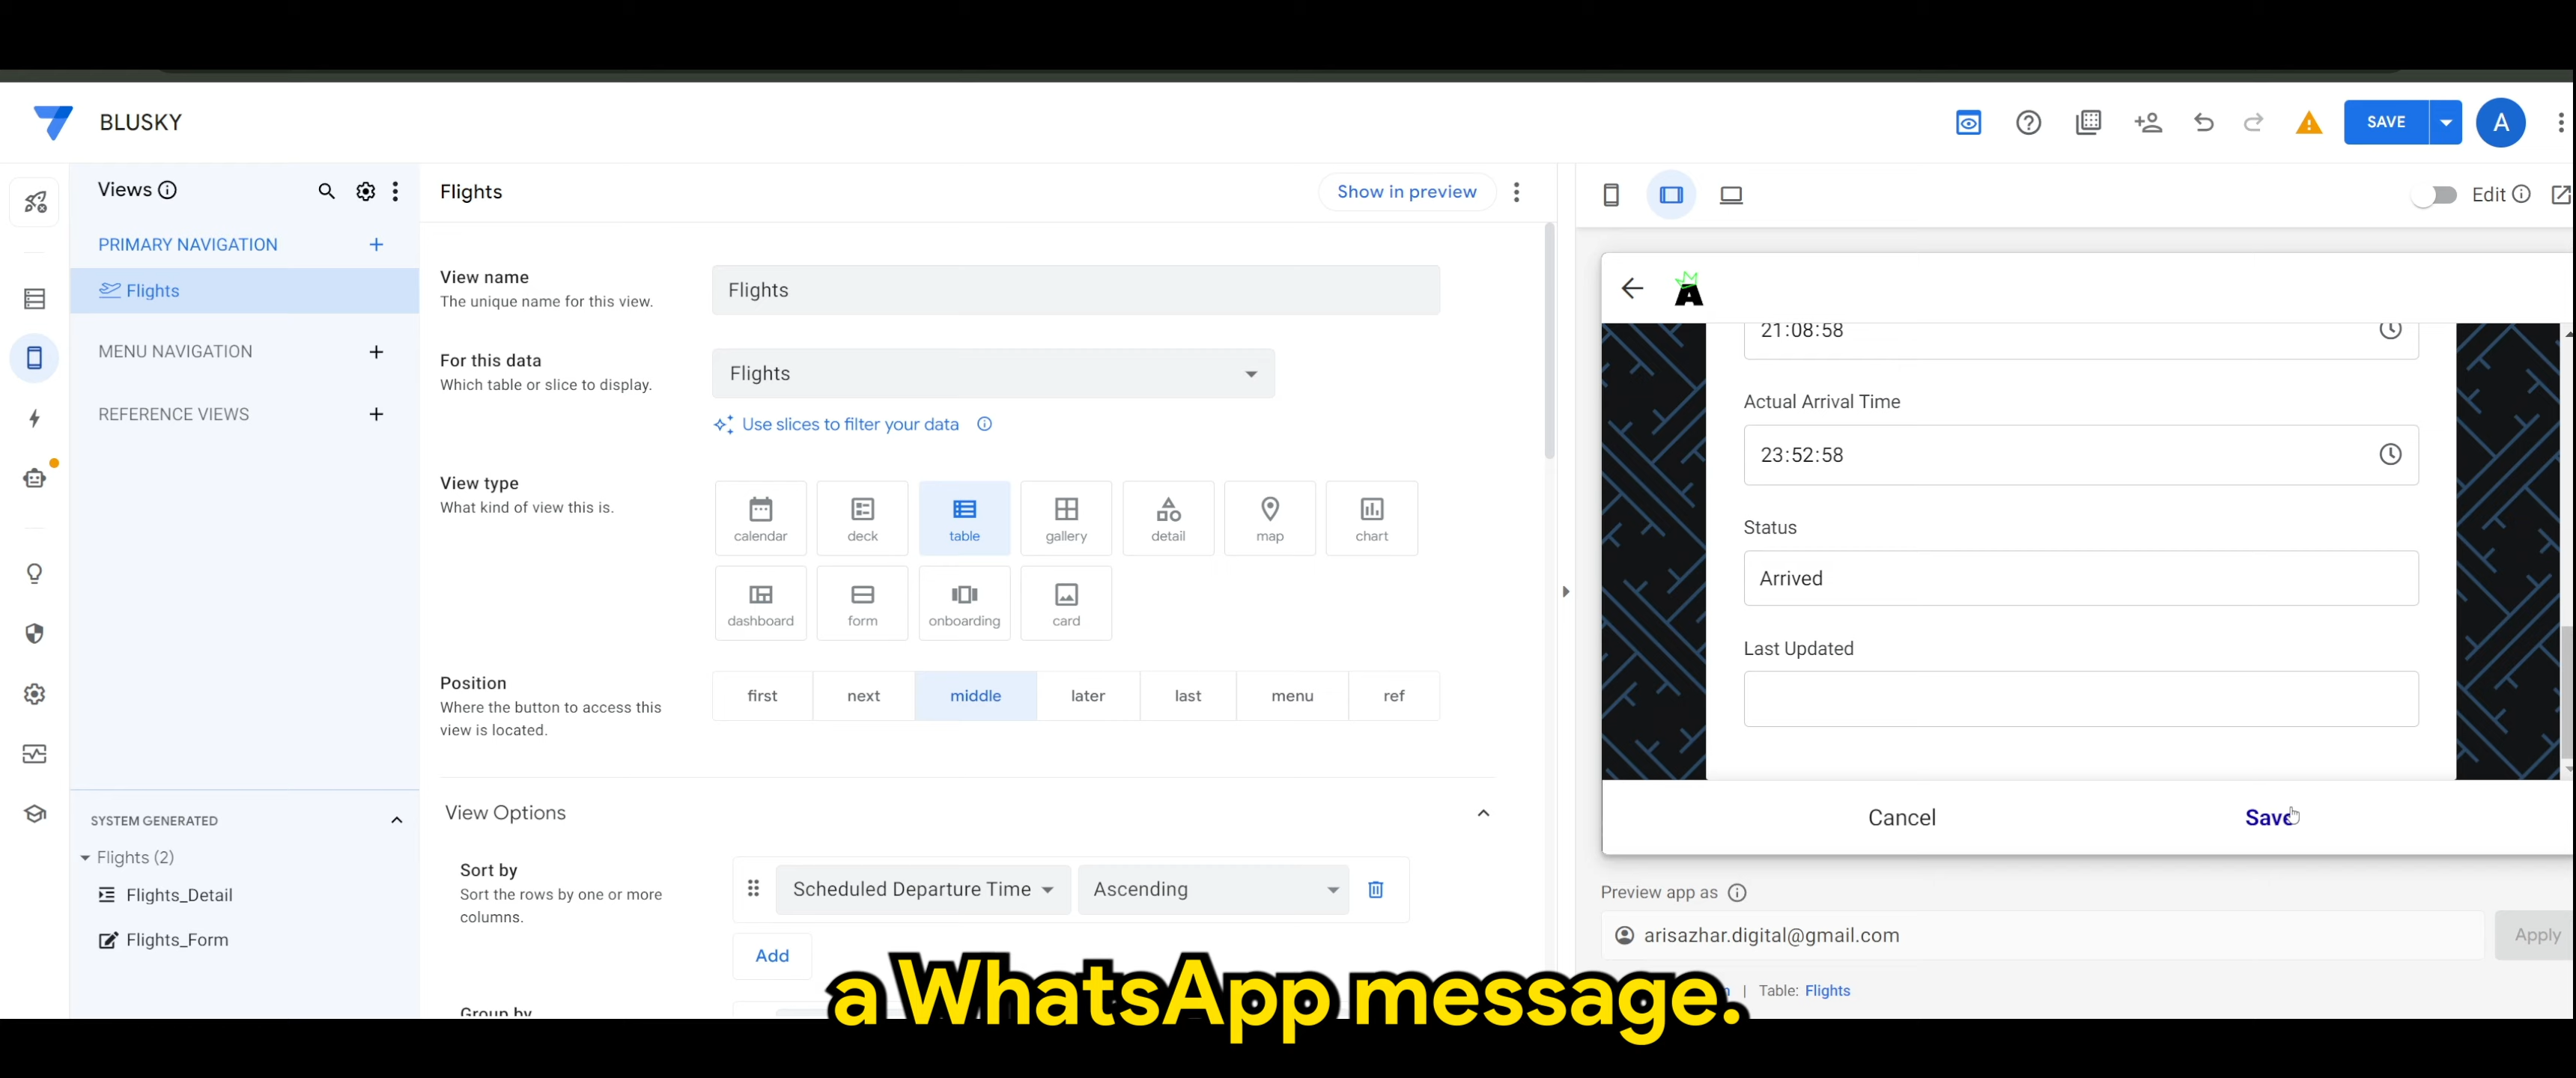 BLUSKY
SAVE
A
Views
PRIMARY NAVIGATION
Flights
MENU NAVIGATION
REFERENCE VIEWS
SYSTEM GENERATED
Flights (2)
Flights_Detail
Flights_Form
Flights
Show in preview
View name
The unique name for this view.
Flights
For this data
Which table or slice to display.
Flights
Use slices to filter your data
View type
What kind of view this is.
calendar
deck
table
gallery
detail
map
chart
dashboard
form
onboarding
card
Position
Where the button to access this
view is located.
first
next
middle
later
last
menu
ref
View Options
Sort by
Sort the rows by one or more
columns.
Scheduled Departure Time
Ascending
Add
Group by
Edit
A
21:08:58
Actual Arrival Time
23:52:58
Status
Arrived
Last Updated
Cancel
Save
Preview app as
arisazhar.digital@gmail.com
Apply
| Table: Flights
a WhatsApp message.